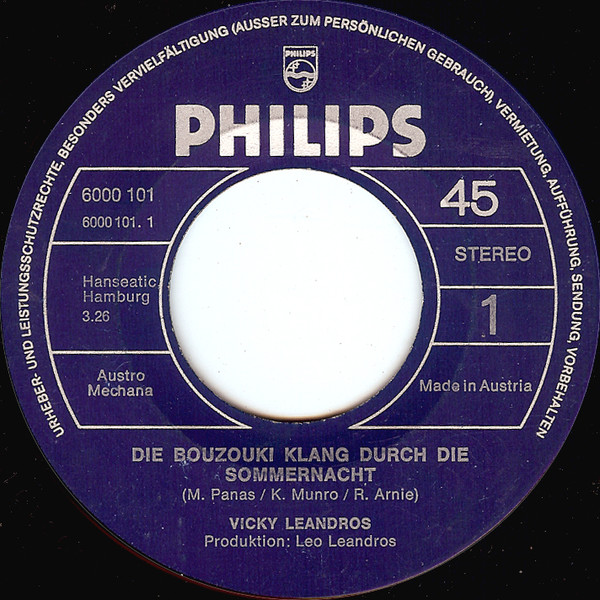 URHEBER- UND LEISTUNGSSCHUTZRECHTE, BESONDERS VERVIELFÄLTIGUNG (AUSSER ZUM PERSÖNLICHEN GEBRAUCH), VERMIETUNG, AUFFÜHRUNG, SENDUNG, VORBEHALTEN
PHILIPS
PHILIPS
6000 101
6000 101. 1
45
STEREO
Hanseatic,
Hamburg
3.26
1
Austro
Mechana
Made in Austria
DIE BOUZOUKI KLANG DURCH DIE
SOMMERNACHT
(M. Panas / K. Munro / R. Arnie)
VICKY LEANDROS
Produktion: Leo Leandros